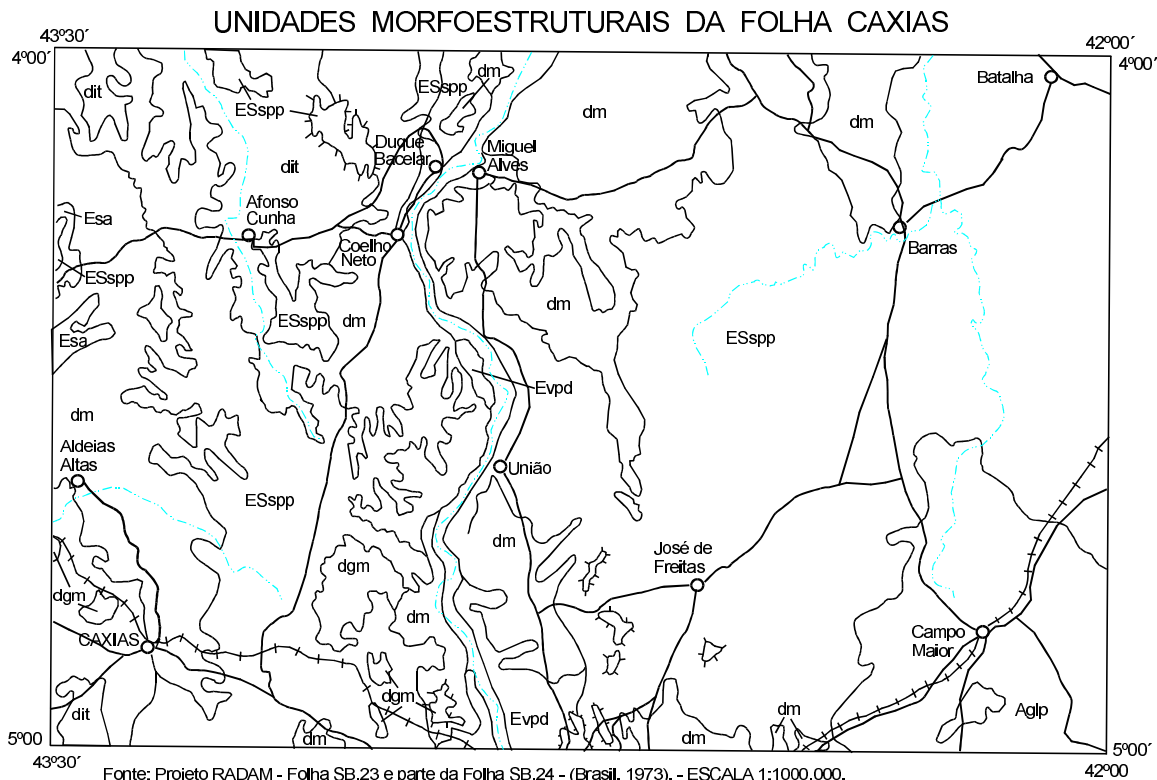 UNIDADES MORFOESTRUTURAIS DA FOLHA CAXIAS
43º30´
42º00´
4º00´
4º00´
dit
ESspp
ESspp
dm
dm
dm
Batalha
Duque
Bacelar
Miguel
Alves
dit
Afonso
Cunha
Esa
Coelho
Neto
Barras
ESspp
dm
ESspp
dm
ESspp
Esa
Evpd
dm
Aldeias
Altas
União
ESspp
dm
José de
Freitas
dgm
dgm
dm
CAXIAS
Campo
Maior
dgm
dit
Evpd
dm
Aglp
dm
dm
5º00
5º00´
43º30´
42º00
Fonte: Projeto RADAM - Folha SB.23 e parte da Folha SB.24 - (Brasil, 1973). - ESCALA 1:1000.000.